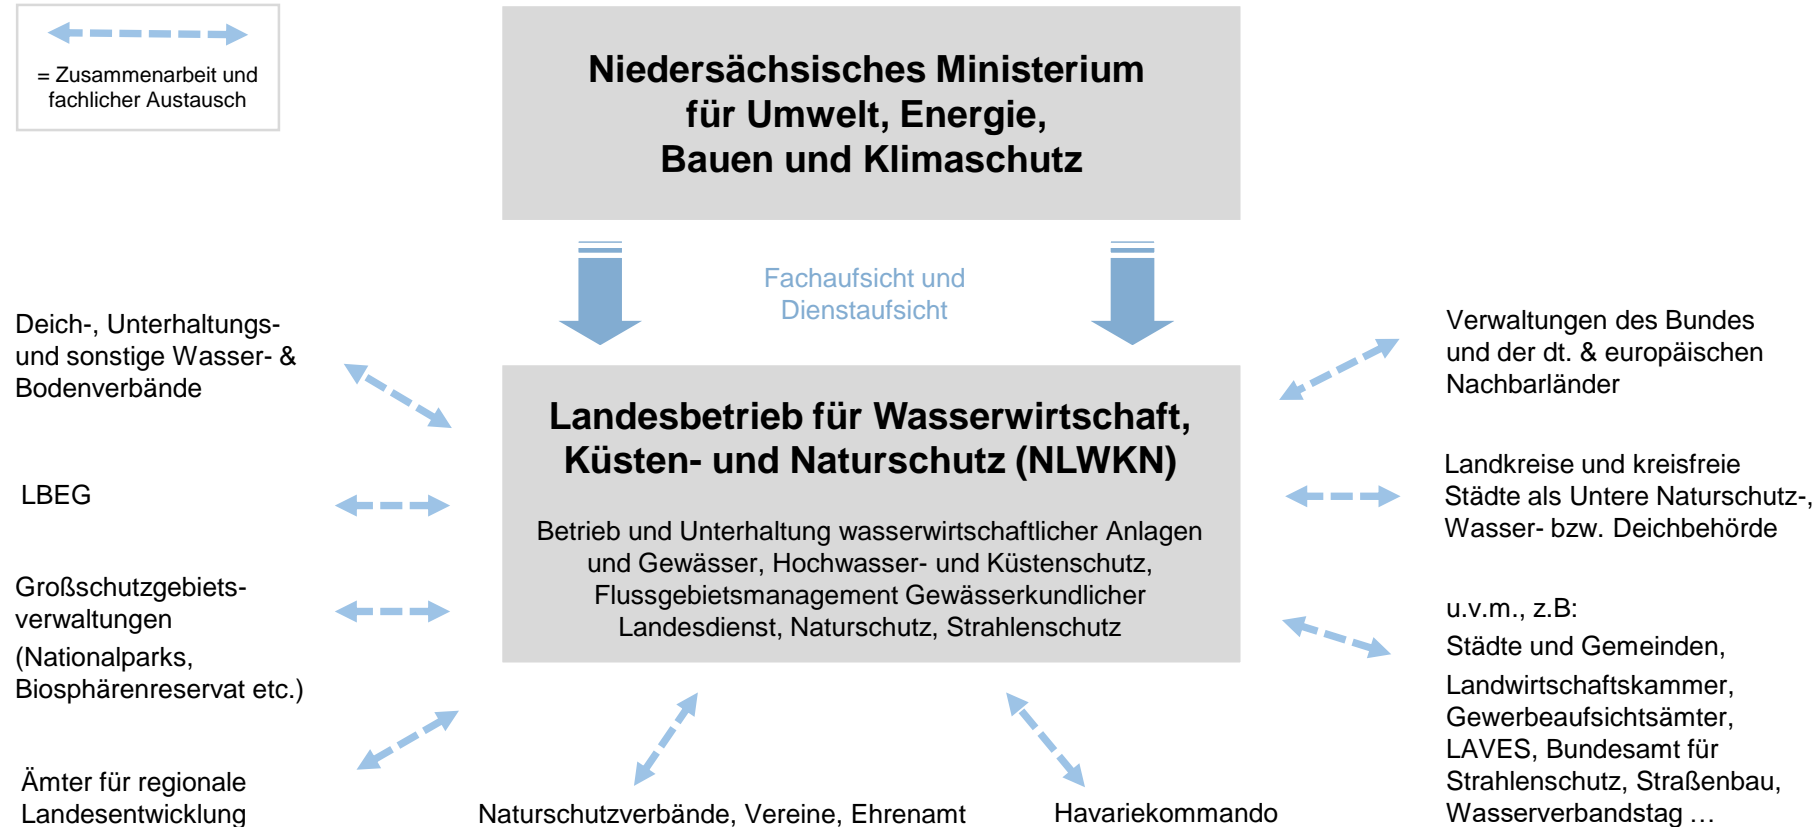 = Zusammenarbeit und
fachlicher Austausch
Niedersächsisches Ministerium
für Umwelt, Energie,
Bauen und Klimaschutz
Fachaufsicht und
Dienstaufsicht
Deich-, Unterhaltungs-
und sonstige Wasser- &
Bodenverbände
LBEG
Großschutzgebiets-
verwaltungen
(Nationalparks,
Biosphärenreservat etc.)
Ämter für regionale
Landesentwicklung
Landesbetrieb für Wasserwirtschaft,
Küsten- und Naturschutz (NLWKN)
Betrieb und Unterhaltung wasserwirtschaftlicher Anlagen
und Gewässer, Hochwasser- und Küstenschutz,
Flussgebietsmanagement Gewässerkundlicher
Landesdienst, Naturschutz, Strahlenschutz
Naturschutzverbände, Vereine, Ehrenamt
Havariekommando
Verwaltungen des Bundes
und der dt. & europäischen
Nachbarländer
Landkreise und kreisfreie
Städte als Untere Naturschutz-,
Wasser- bzw. Deichbehörde
u.v.m., z.B:
Städte und Gemeinden,
Landwirtschaftskammer,
Gewerbeaufsichtsämter,
LAVES, Bundesamt für
Strahlenschutz, Straßenbau,
Wasserverbandstag …